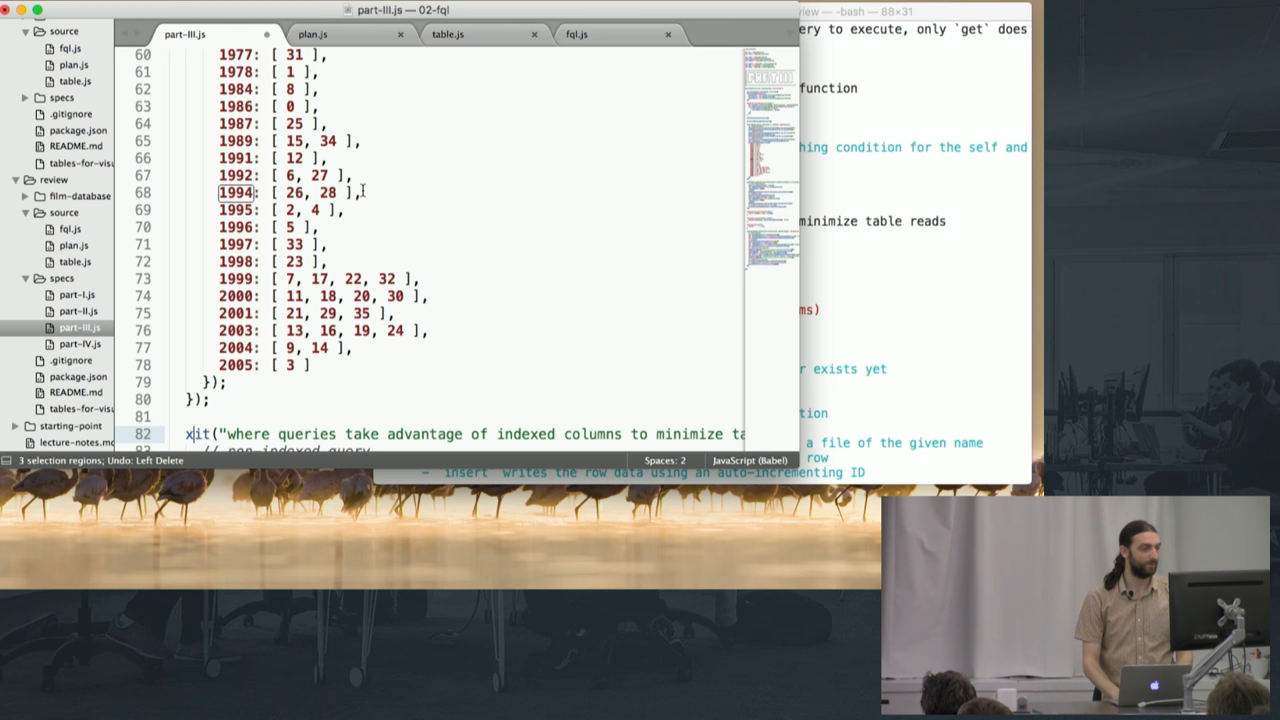 part-III.js — 02-fql
view — -bash — 88×31
part-III.js
plan.js
table.js
fql.js
source
fql.js
plan.js
table.js
specs
.gitignore
package.json
README.md
tables-for-visu
review
film-database
source
fql.js
plan.js
table.js
specs
part-I.js
part-II.js
part-III.js
part-IV.js
.gitignore
package.json
README.md
tables-for-visu
starting-point
lecture-notes.md
60 1977: [ 31 ],
61 1978: [ 1 ],
62 1984: [ 8 ],
63 1986: [ 0 ],
64 1987: [ 25 ],
65 1989: [ 15, 34 ],
66 1991: [ 12 ],
67 1992: [ 6, 27 ],
68 1994: [ 26, 28 ],
69 1995: [ 2, 4 ],
70 1996: [ 5 ],
71 1997: [ 33 ],
72 1998: [ 23 ],
73 1999: [ 7, 17, 22, 32 ],
74 2000: [ 11, 18, 20, 30 ],
75 2001: [ 21, 29, 35 ],
76 2003: [ 13, 16, 19, 24 ],
77 2004: [ 9, 14 ],
78 2005: [ 3 ]
79 });
80 });
81
82 xit("where queries take advantage of indexed columns to minimize ta
// non-indexed query
3 selection regions; Undo: Left Delete
Spaces: 2
JavaScript (Babel)
ery to execute, only `get` does
function
hing condition for the self and
minimize table reads
ms)
r exists yet
tion
a file of the given name
row
- insert writes the row data using an auto-incrementing ID